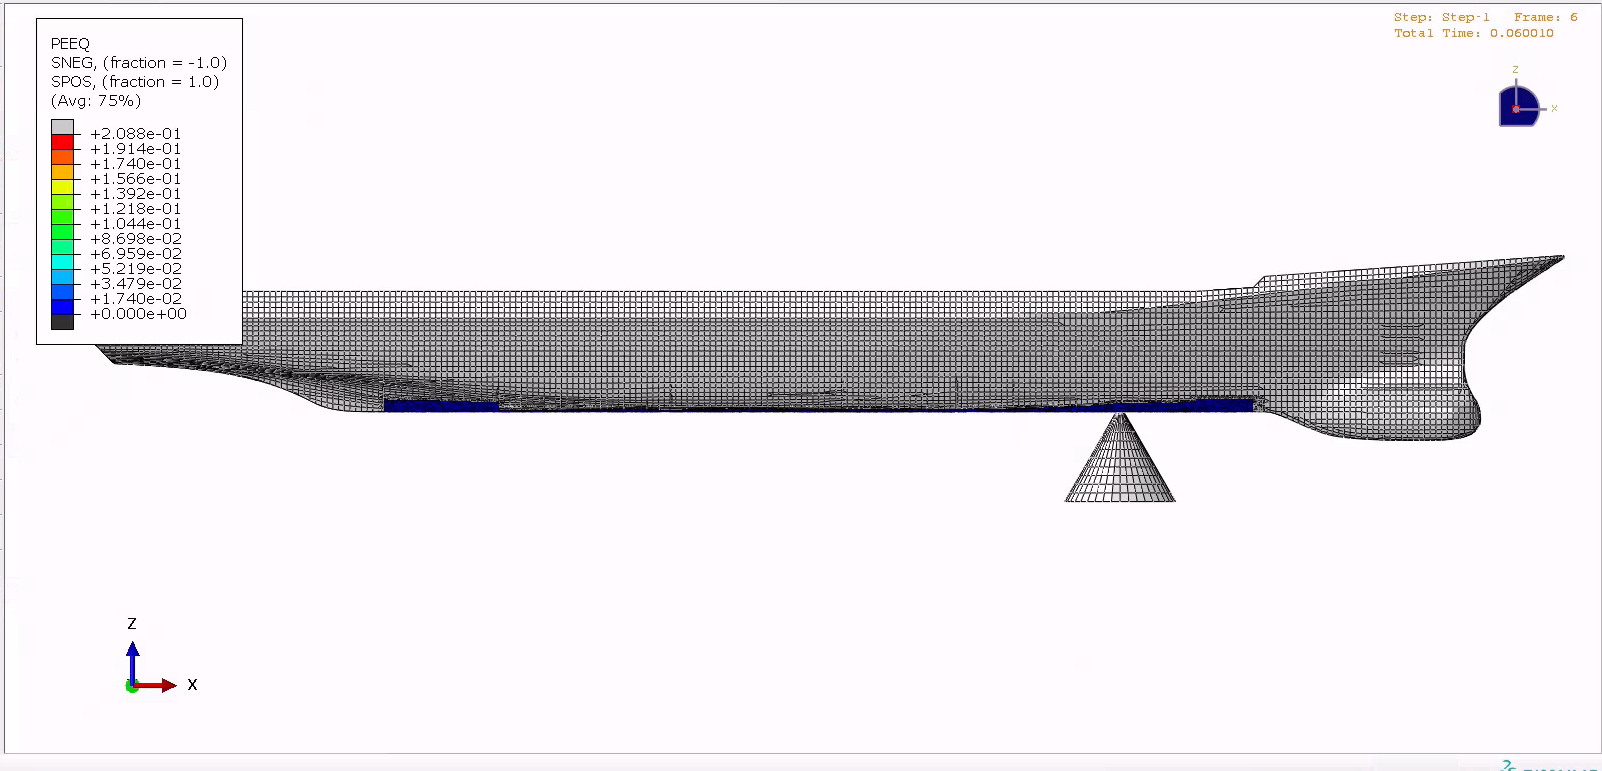 PEEQ
SNEG, (fraction = -1.0)
SPOS, (fraction = 1.0)
(Avg: 75%)
+2.088e-01
+1.914e-01
+1.740e-01
+1.566e-01
+1.392e-01
+1.218e-01
+1.044e-01
+8.698e-02
+6.959e-02
+5.219e-02
+3.479e-02
+1.740e-02
+0.000e+00
Step: Step-1 Frame: 6
Total Time: 0.060010
Z
X
Z
X